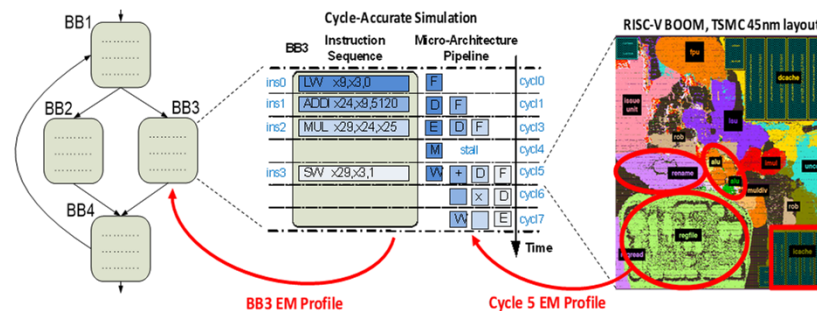 Cycle-Accurate Simulation
RISC-V BOOM, TSMC 45nm layout
BB1
BB3
Instruction
Sequence
Micro-Architecture
Pipeline
ins0 LW x9,x3,0 F cycl0
ins1 ADDI x24,x9,5120 D F cycl1
ins2 MUL x29,x24,x25 E D F cycl3
M stall cycl4
ins3 SW x29,x3,1 W + D F cycl5
x D cycl6
W E cycl7
Time
BB2
BB3
BB4
BB3 EM Profile
Cycle 5 EM Profile
fpu
dcache
issue
unit
lsu
rob
alu
imul
rename
alu
muldiv
rob
regfile
icache